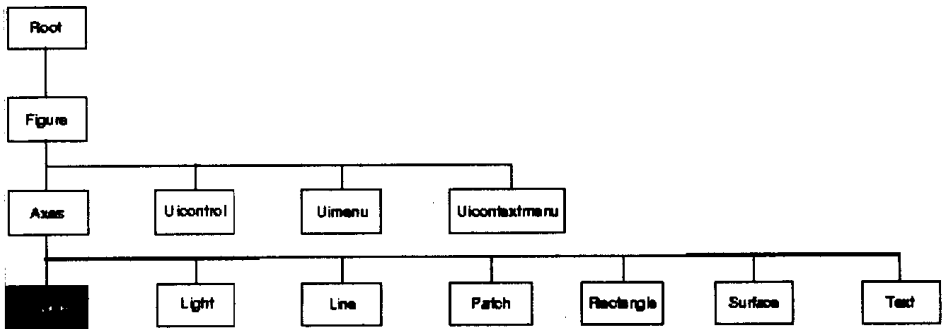 Root
Figure
Axes
Uicontrol
Uimenu
Uicontextmenu
Light
Line
Patch
Rectangle
Surface
Text